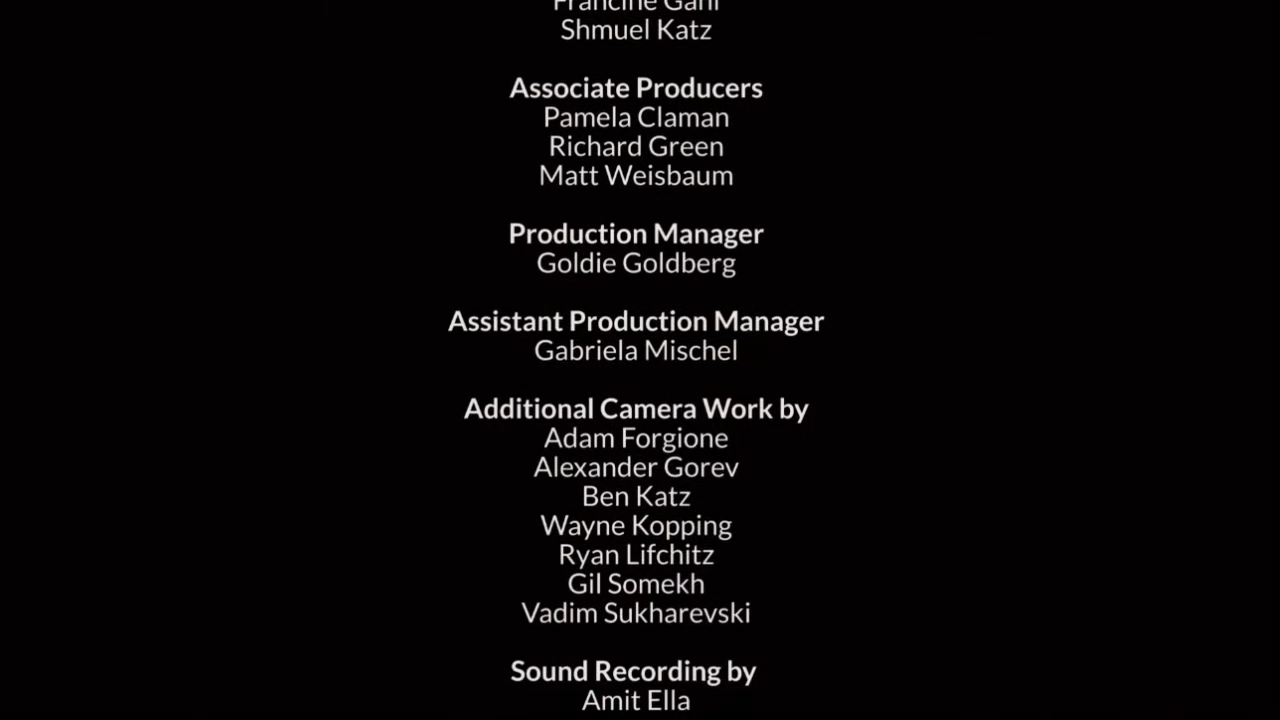 Shmuel Katz
Associate Producers
Pamela Claman
Richard Green
Matt Weisbaum
Production Manager
Goldie Goldberg
Assistant Production Manager
Gabriela Mischel
Additional Camera Work by
Adam Forgione
Alexander Gorev
Ben Katz
Wayne Kopping
Ryan Lifchitz
Gil Somekh
Vadim Sukharevski
Sound Recording by
Amit Ella